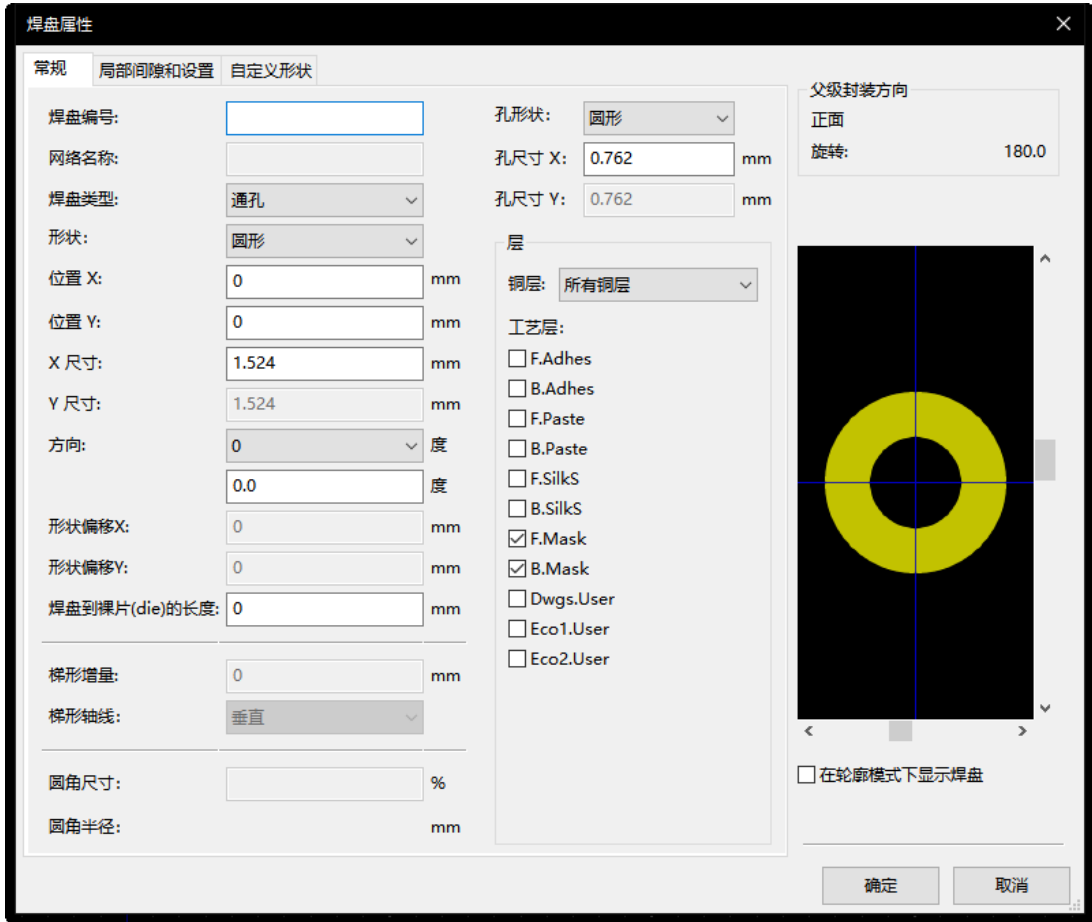 焊盘属性
常规 局部间隙和设置 自定义形状
焊盘编号:
网络名称:
焊盘类型: 通孔
形状: 圆形
位置 X: 0 mm
位置 Y: 0 mm
X 尺寸: 1.524 mm
Y 尺寸: 1.524 mm
方向: 0 度
0.0 度
形状偏移X: 0 mm
形状偏移Y: 0 mm
焊盘到裸片(die)的长度: 0 mm
梯形增量: 0 mm
梯形轴线: 垂直
圆角尺寸: %
圆角半径: mm
孔形状: 圆形
孔尺寸 X: 0.762 mm
孔尺寸 Y: 0.762 mm
层
铜层: 所有铜层
工艺层:
F.Adhes
B.Adhes
F.Paste
B.Paste
F.SilkS
B.SilkS
F.Mask
B.Mask
Dwgs.User
Eco1.User
Eco2.User
父级封装方向
正面
旋转: 180.0
在轮廓模式下显示焊盘
确定 取消